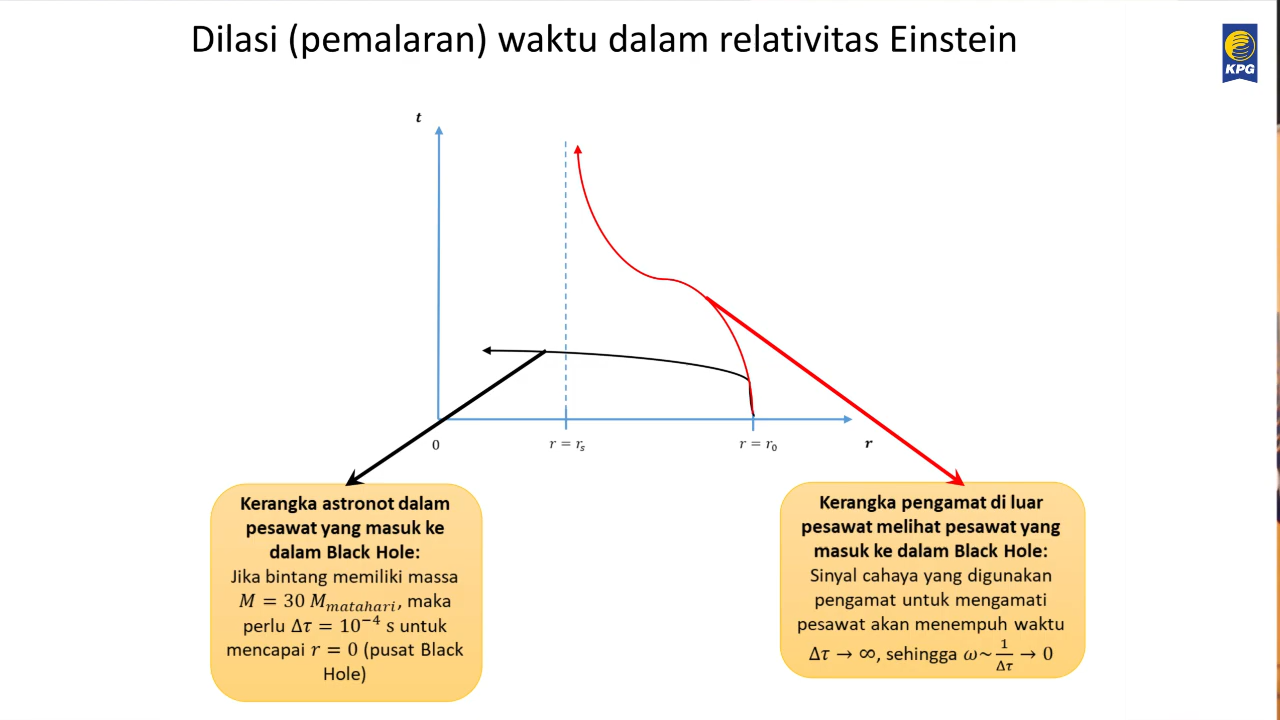 Dilasi (pemalaran) waktu dalam relativitas Einstein
KPG
t
0
r = rₛ
r = r₀
r
Kerangka astronot dalam
pesawat yang masuk ke
dalam Black Hole:
Jika bintang memiliki massa
M = 30 M_matahari, maka
perlu Δτ = 10⁻⁴ s untuk
mencapai r = 0 (pusat Black
Hole)
Kerangka pengamat di luar
pesawat melihat pesawat yang
masuk ke dalam Black Hole:
Sinyal cahaya yang digunakan
pengamat untuk mengamati
pesawat akan menempuh waktu
Δτ → ∞, sehingga ω~ 1/Δτ → 0